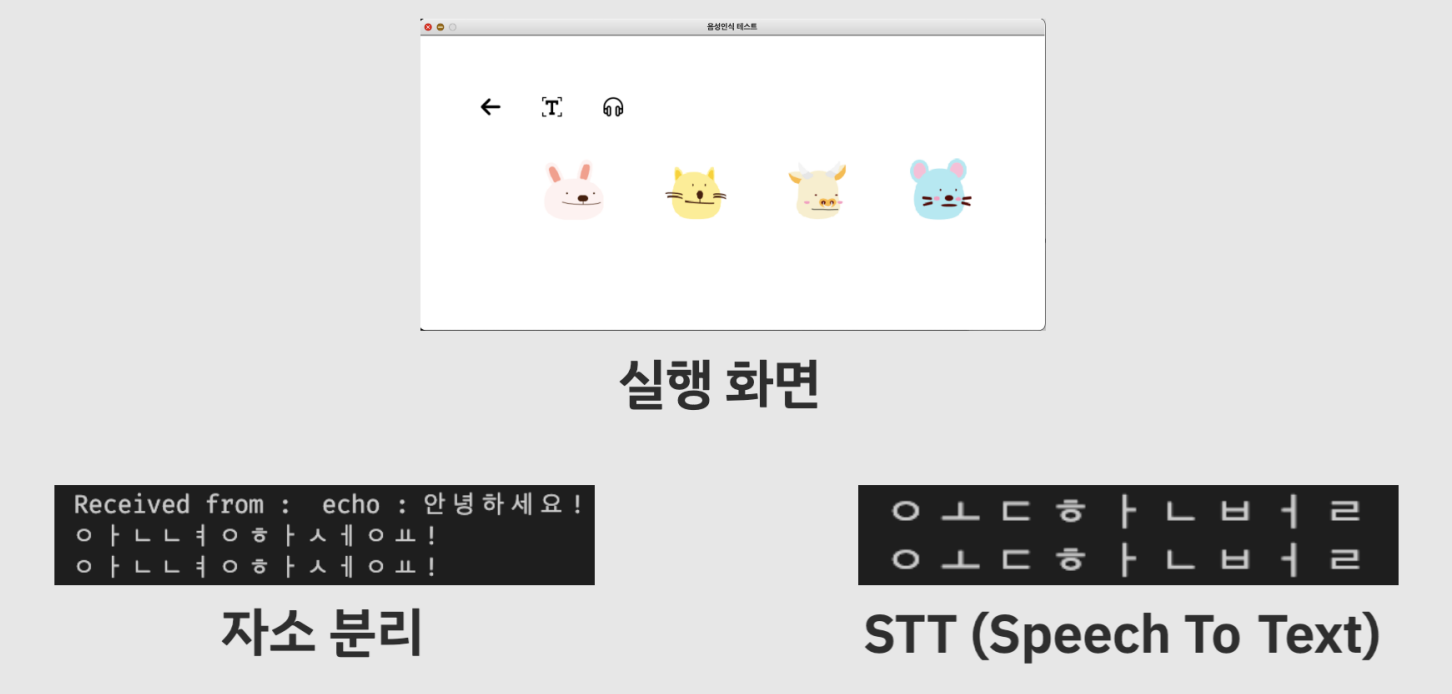 음성인식 테스트
T
실행 화면
Received from :  echo : 안녕하세요!
ㅇㅏㄴㄴㅕㅇㅎㅏㅅㅔㅇㅛ!
ㅇㅏㄴㄴㅕㅇㅎㅏㅅㅔㅇㅛ!
자소 분리
ㅇㅗㄷㅎㅏㄴㅂㅓㄹ
ㅇㅗㄷㅎㅏㄴㅂㅓㄹ
STT (Speech To Text)